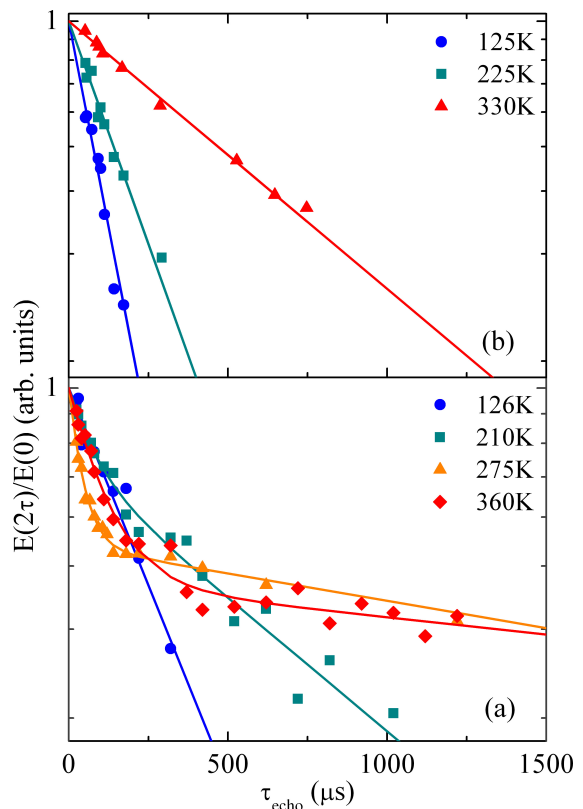 1
125K
225K
330K
(b)
E(2τ)/E(0) (arb. units)
1
126K
210K
275K
360K
(a)
0 500 1000 1500
τecho (μs)